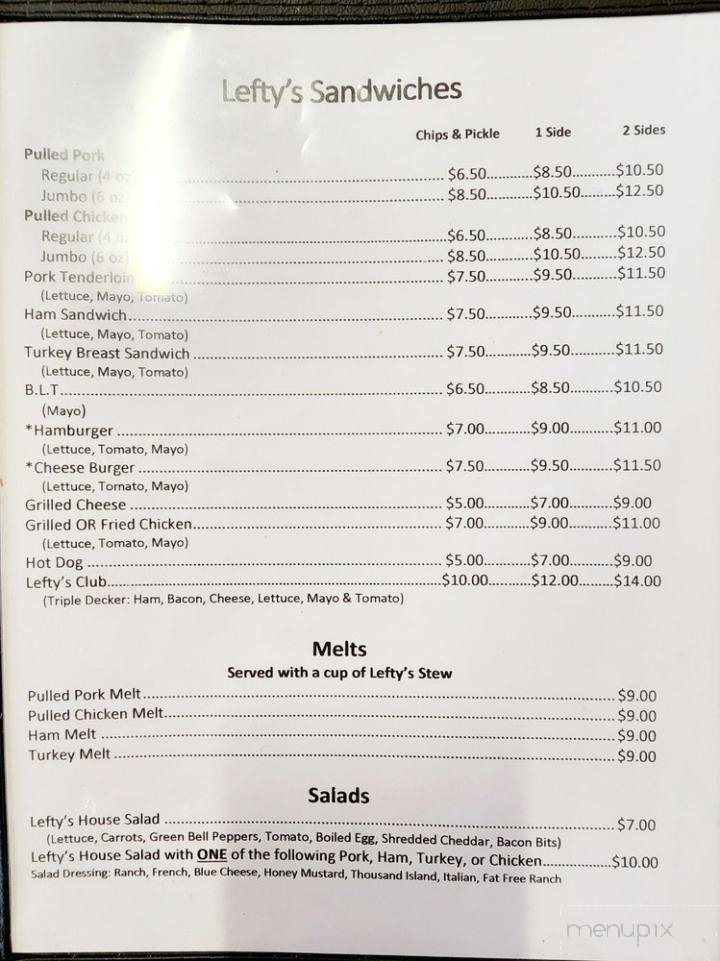 Lefty's Sandwiches
Chips & Pickle 1 Side 2 Sides
Pulled Pork
Regular (4 oz) $6.50 $8.50 $10.50
Jumbo (6 oz) $8.50 $10.50 $12.50
Pulled Chicken
Regular (4 oz) $6.50 $8.50 $10.50
Jumbo (6 oz) $8.50 $10.50 $12.50
Pork Tenderloin $7.50 $9.50 $11.50
(Lettuce, Mayo, Tomato)
Ham Sandwich $7.50 $9.50 $11.50
(Lettuce, Mayo, Tomato)
Turkey Breast Sandwich $7.50 $9.50 $11.50
(Lettuce, Mayo, Tomato)
B.L.T. $6.50 $8.50 $10.50
(Mayo)
*Hamburger $7.00 $9.00 $11.00
(Lettuce, Tomato, Mayo)
*Cheese Burger $7.50 $9.50 $11.50
(Lettuce, Tomato, Mayo)
Grilled Cheese $5.00 $7.00 $9.00
Grilled OR Fried Chicken $7.00 $9.00 $11.00
(Lettuce, Tomato, Mayo)
Hot Dog $5.00 $7.00 $9.00
Lefty's Club $10.00 $12.00 $14.00
(Triple Decker: Ham, Bacon, Cheese, Lettuce, Mayo & Tomato)
Melts
Served with a cup of Lefty's Stew
Pulled Pork Melt $9.00
Pulled Chicken Melt $9.00
Ham Melt $9.00
Turkey Melt $9.00
Salads
Lefty's House Salad $7.00
(Lettuce, Carrots, Green Bell Peppers, Tomato, Boiled Egg, Shredded Cheddar, Bacon Bits)
Lefty's House Salad with ONE of the following Pork, Ham, Turkey, or Chicken $10.00
Salad Dressing: Ranch, French, Blue Cheese, Honey Mustard, Thousand Island, Italian, Fat Free Ranch
menupix